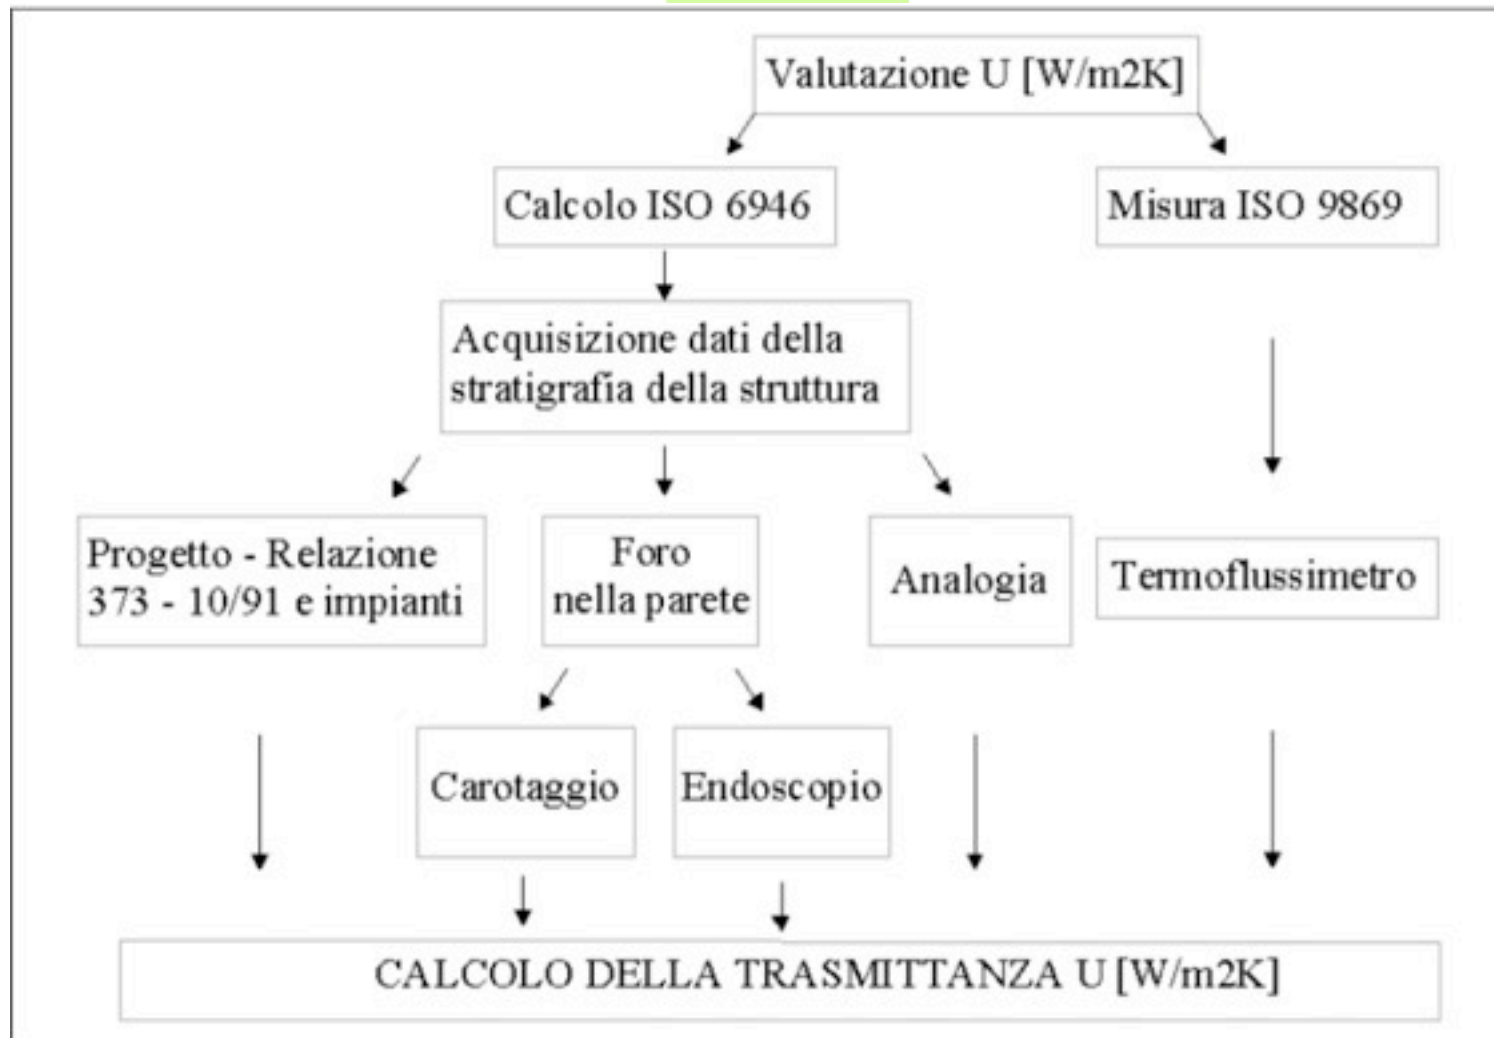 Valutazione U [W/m2K]
Calcolo ISO 6946
Misura ISO 9869
Acquisizione dati della
stratigrafia della struttura
Progetto - Relazione
373 - 10/91 e impianti
Foro
nella parete
Analogia
Termoflussimetro
Carotaggio
Endoscopio
CALCOLO DELLA TRASMITTANZA U [W/m2K]